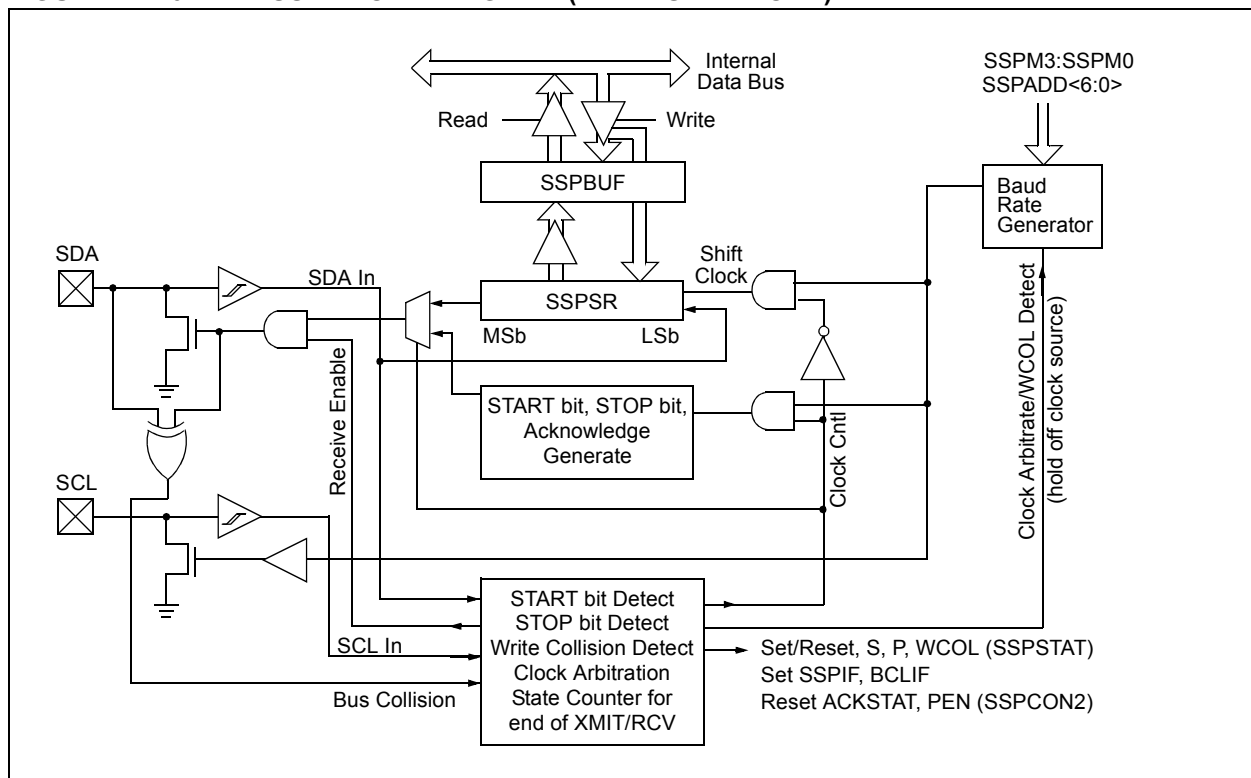 Internal
Data Bus
SSPM3:SSPM0
SSPADD<6:0>
Read
Write
SSPBUF
Baud
Rate
Generator
SDA
SDA In
Shift
Clock
SSPSR
MSb
LSb
START bit, STOP bit,
Acknowledge
Generate
Receive Enable
Clock Cntl
Clock Arbitrate/WCOL Detect
(hold off clock source)
SCL
SCL In
Bus Collision
START bit Detect
STOP bit Detect
Write Collision Detect
Clock Arbitration
State Counter for
end of XMIT/RCV
Set/Reset, S, P, WCOL (SSPSTAT)
Set SSPIF, BCLIF
Reset ACKSTAT, PEN (SSPCON2)